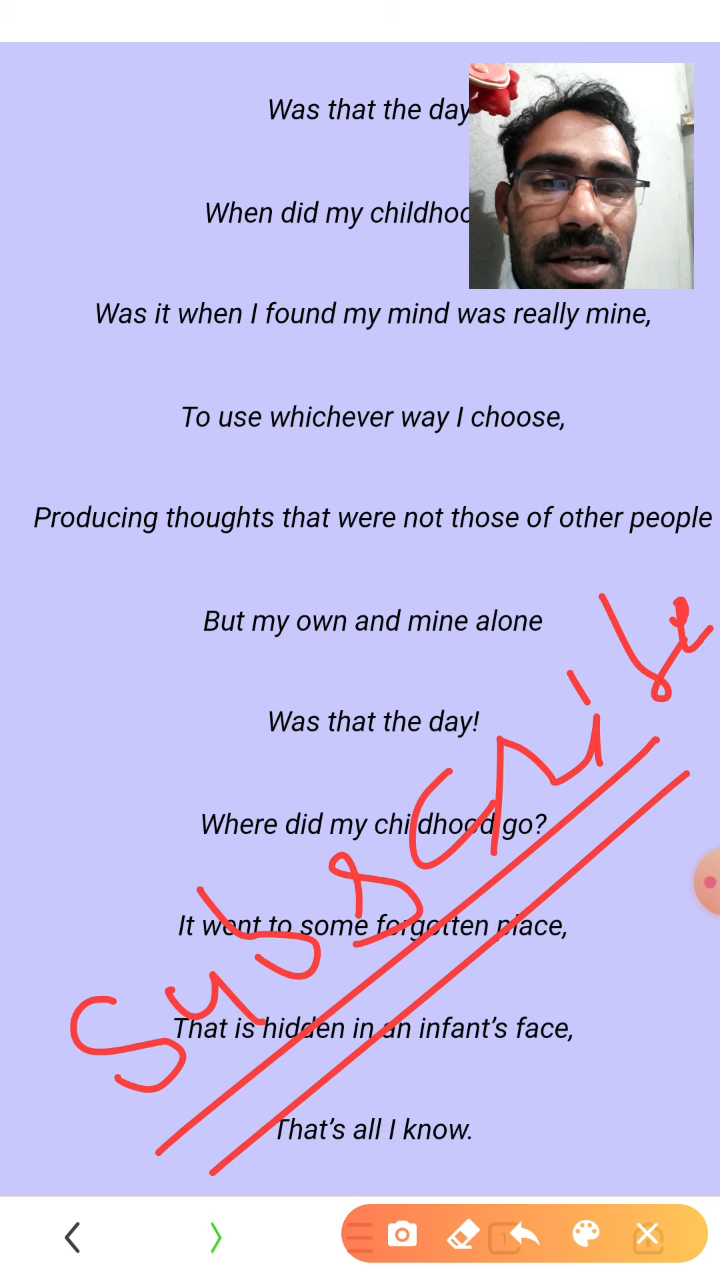 Was that the day
When did my childhoo
Was it when I found my mind was really mine,
To use whichever way I choose,
Producing thoughts that were not those of other people
But my own and mine alone
Was that the day!
Where did my childhood go?
It went to some forgotten place,
That is hidden in an infant's face,
That's all I know.
Subscribe